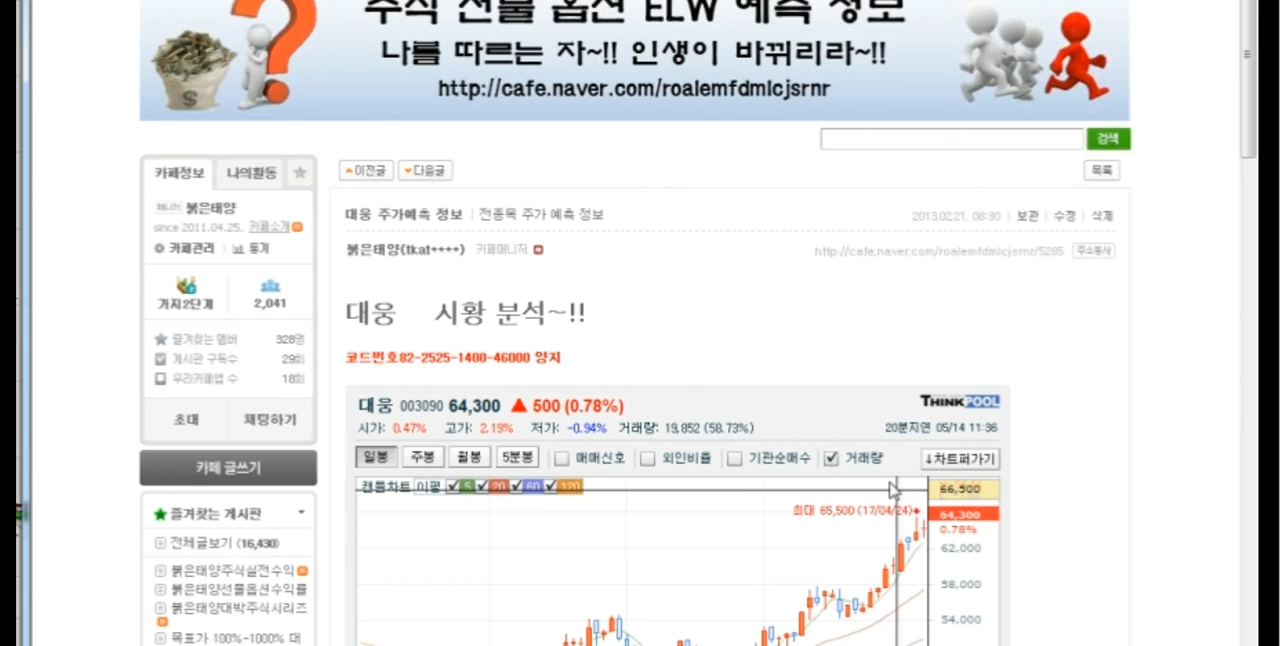 주식 선물 옵션 ELW 예측 정보
나를 따르는 자~!! 인생이 바뀌리라~!!
http://cafe.naver.com/roalemfdmlcjsrnr
검색
카페정보 나의활동
이전글 다음글 목록
매니저 붉은태양
since 2011.04.25. 카페소개
카페관리 통계
가지2단계 2,041
즐겨찾는 멤버 328명
게시판 구독수 29회
우리카페앱 수 18회
초대 채팅하기
카페 글쓰기
즐겨찾는 게시판
전체글보기 (16,430)
붉은태양주식실전수익
붉은태양선물옵션수익률
붉은태양대박주식시리즈
목표가 100%-1000% 대
대웅 주가예측 정보 | 전종목 주가 예측 정보
2013.02.21. 08:30 | 보관 | 수정 | 삭제
붉은태양(tkat****) 카페매니저
http://cafe.naver.com/roalemfdmlcjsrnr/5285 주소복사
대웅 시황 분석~!!
코드번호82-2525-1400-46000 양지
대웅 003090 64,300 ▲ 500 (0.78%)
THINKPOOL
시가: 0.47% 고가: 2.19% 저가: -0.94% 거래량: 19,852 (58.73%)
20분지연 05/14 11:36
일봉 주봉 월봉 5분봉 매매신호 외인비율 기관순매수 거래량 ↓차트퍼가기
캔들차트 이평 5 20 60 120
66,500
최대 65,500 (17/04/24)
64,300
0.78%
62,000
58,000
54,000